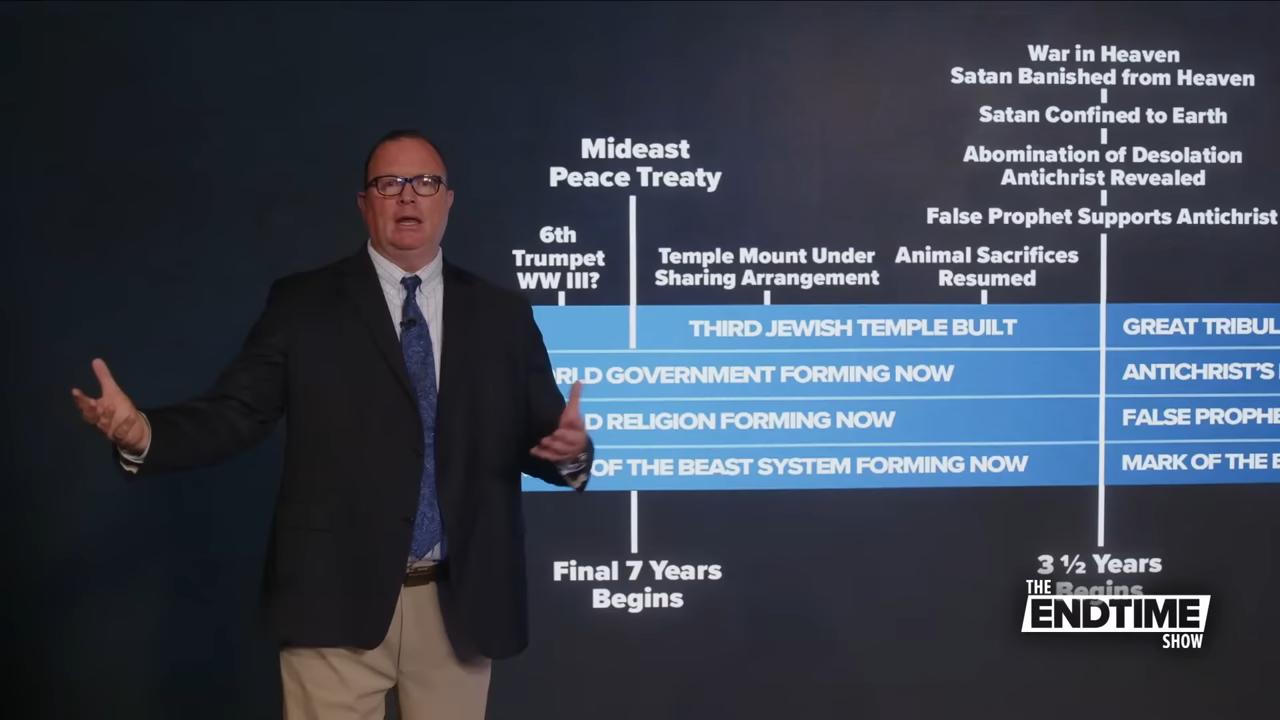 War in Heaven
Satan Banished from Heaven
Satan Confined to Earth
Abomination of Desolation
Antichrist Revealed
False Prophet Supports Antichrist
Mideast
Peace Treaty
6th
Trumpet
WW III?
Temple Mount Under
Sharing Arrangement
Animal Sacrifices
Resumed
THIRD JEWISH TEMPLE BUILT
GREAT TRIBUL
RLD GOVERNMENT FORMING NOW
ANTICHRIST'S
D RELIGION FORMING NOW
FALSE PROPHE
OF THE BEAST SYSTEM FORMING NOW
MARK OF THE B
Final 7 Years
Begins
3 ½ Years
Begins
THE
ENDTIME
SHOW